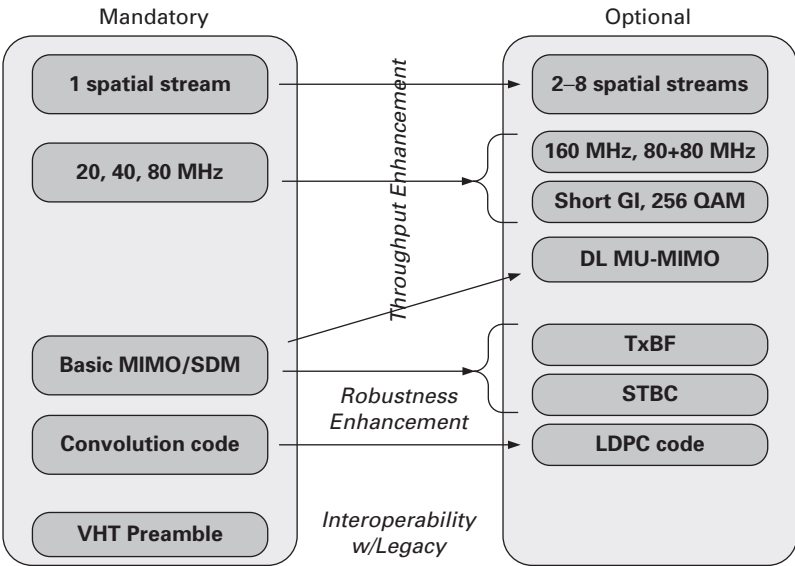 Mandatory
Optional
1 spatial stream
20, 40, 80 MHz
Basic MIMO/SDM
Convolution code
VHT Preamble
Throughput Enhancement
Robustness
Enhancement
Interoperability
w/Legacy
2–8 spatial streams
160 MHz, 80+80 MHz
Short GI, 256 QAM
DL MU-MIMO
TxBF
STBC
LDPC code